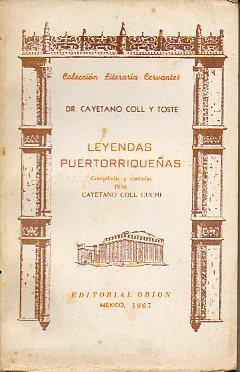 Colección Literaria Cervantes
DR. CAYETANO COLL Y TOSTE
LEYENDAS
PUERTORRIQUEÑAS
Compiladas y anotadas
POR
CAYETANO COLL CUCHI
EDITORIAL ORION
MEXICO, 1967